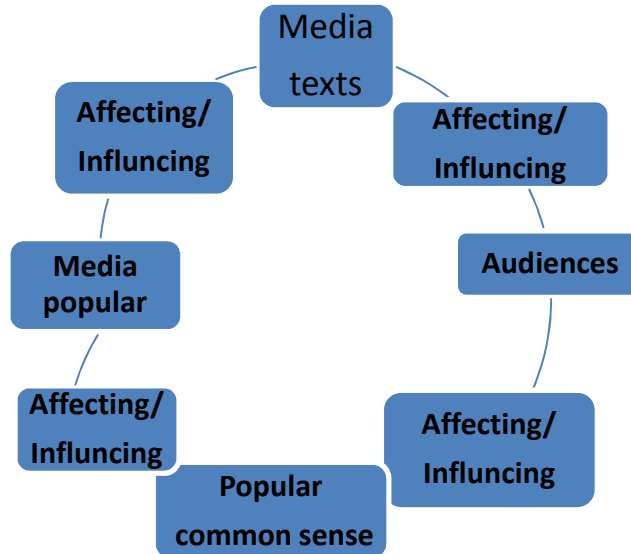 Media
texts
Affecting/
Influncing
Audiences
Affecting/
Influncing
Popular
common sense
Affecting/
Influncing
Media
popular
Affecting/
Influncing